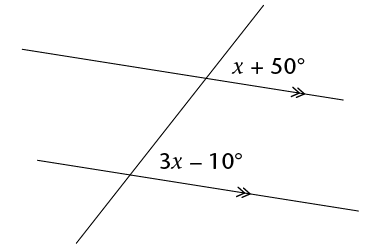 x + 50°
3x – 10°